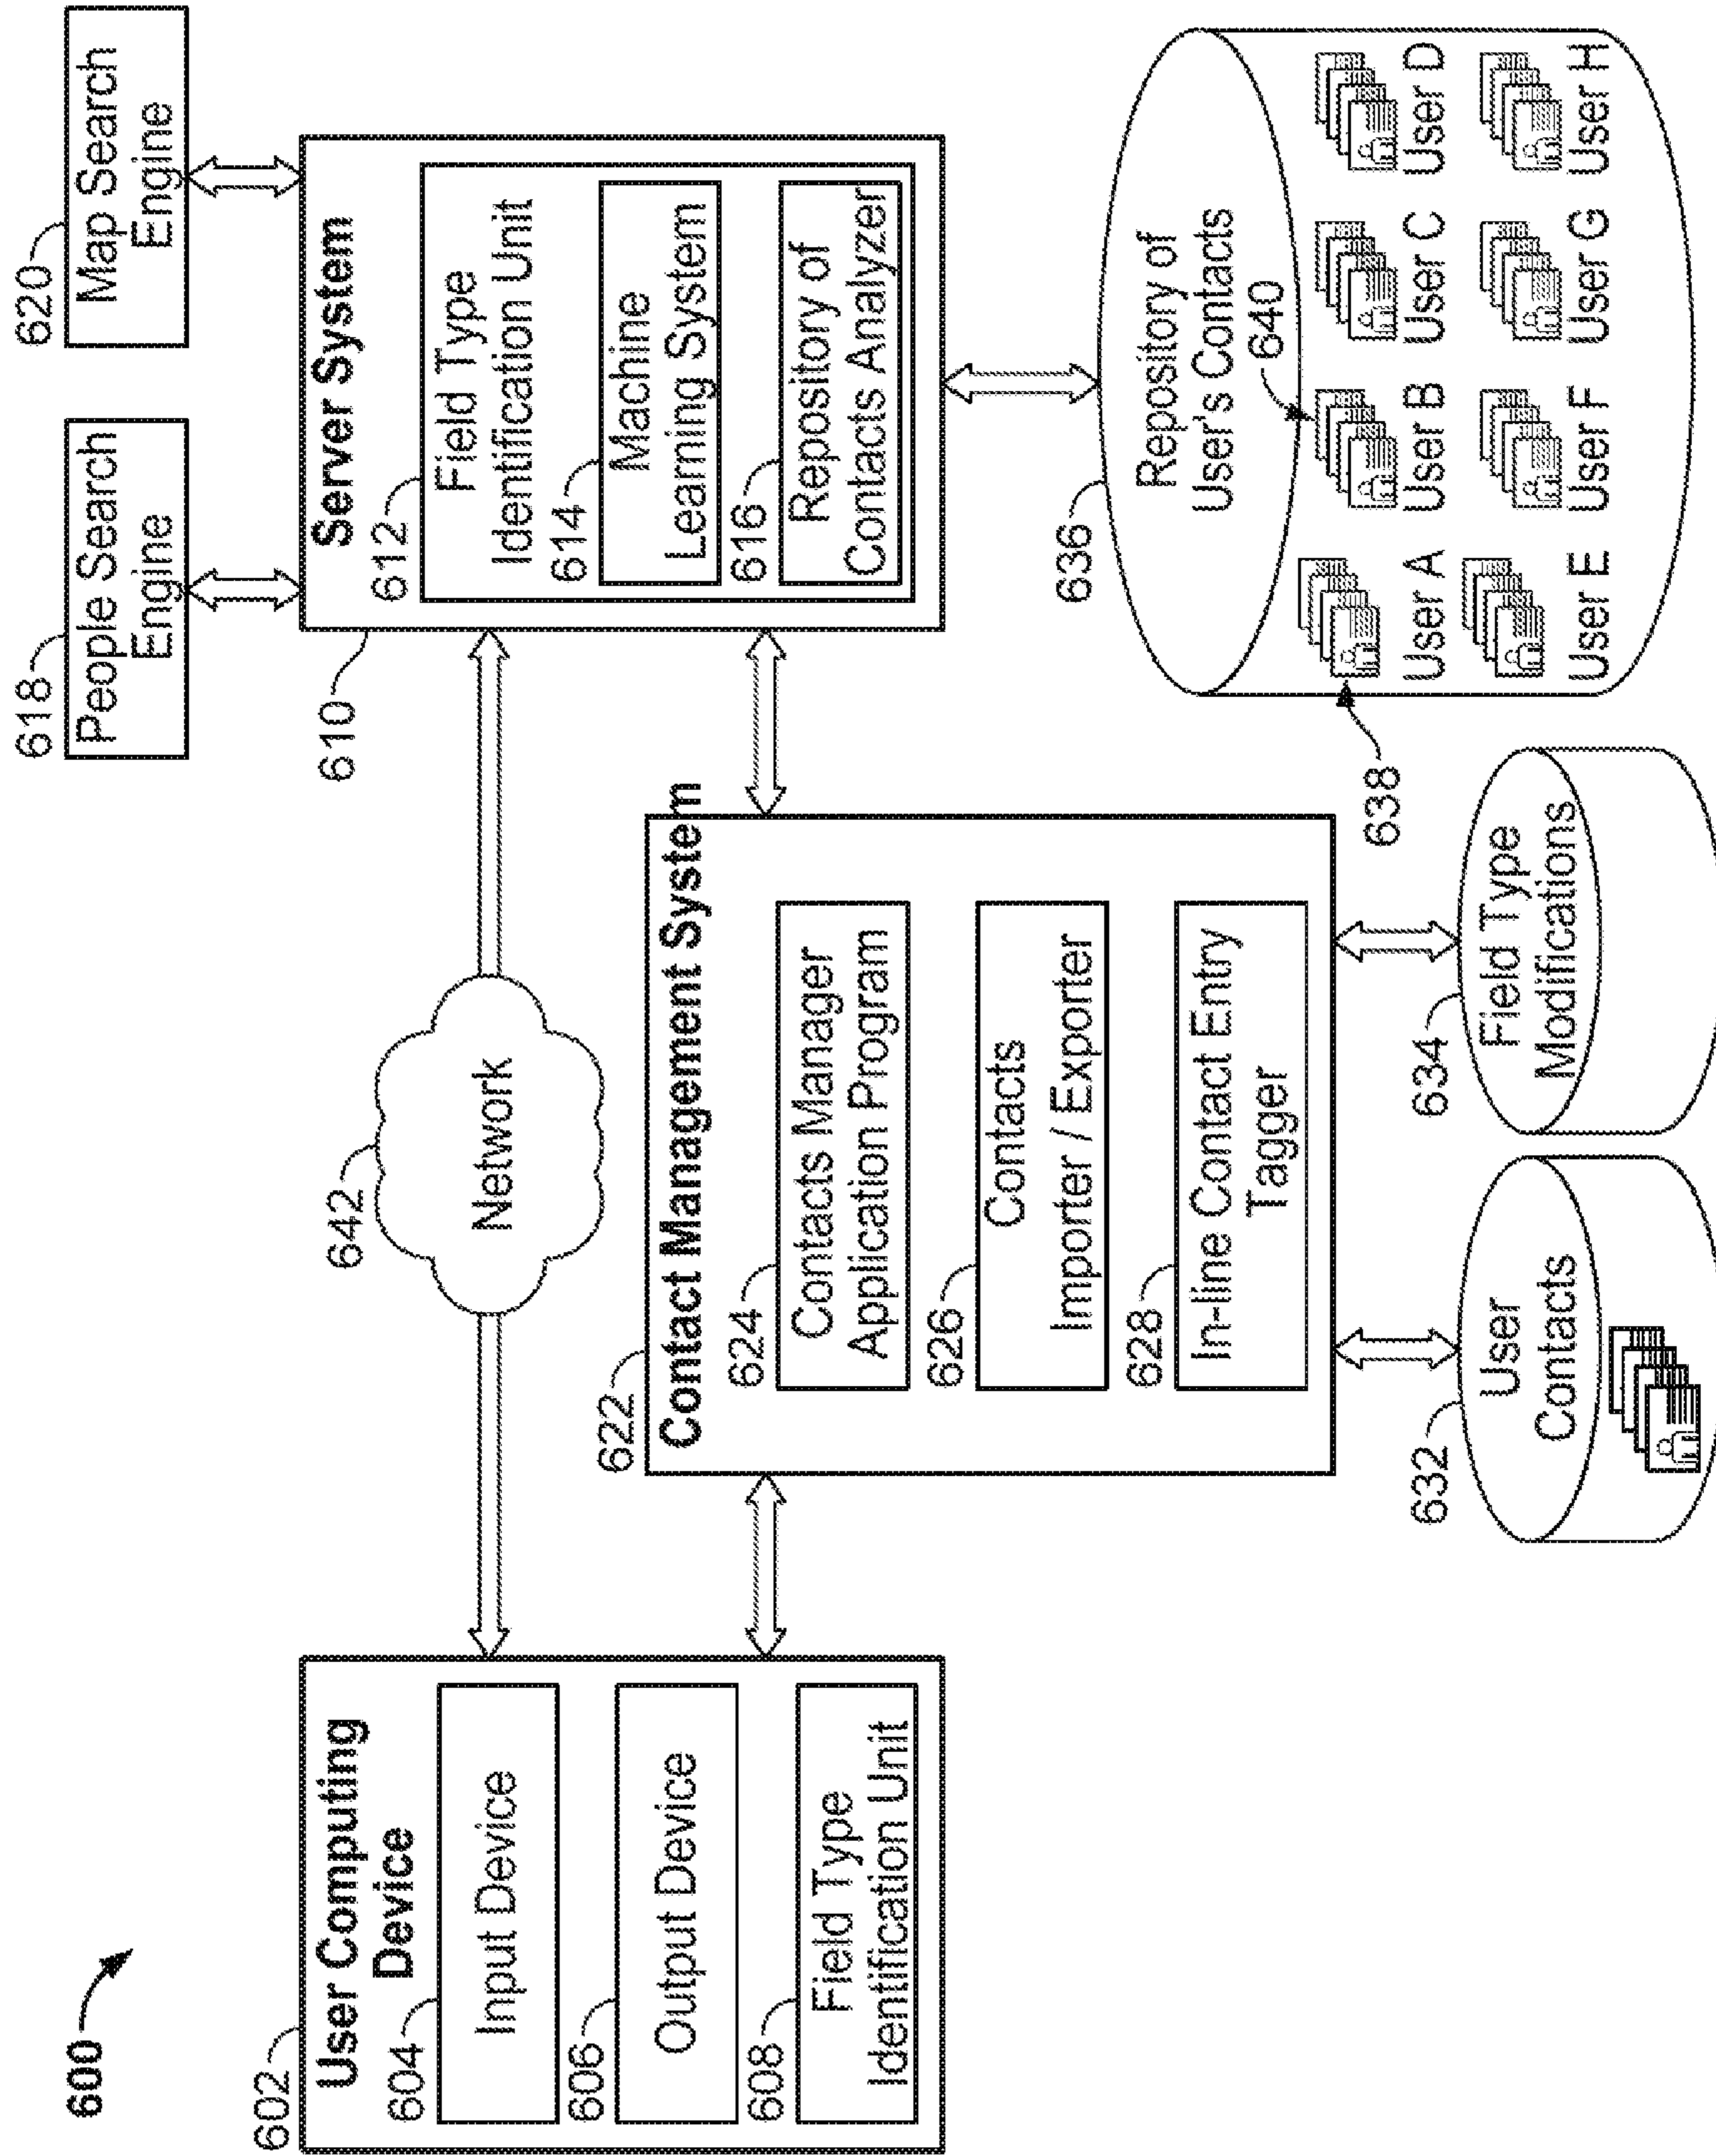 600
602
User Computing
Device
604
Input Device
606
Output Device
608
Field Type
Identification Unit
642
Network
618
People Search
Engine
620
Map Search
Engine
610
Server System
612
Field Type
Identification Unit
614
Machine
Learning System
616
Repository of
Contacts Analyzer
622
Contact Management System
624
Contacts Manager
Application Program
626
Contacts
Importer / Exporter
628
In-line Contact Entry
Tagger
632
User
Contacts
634
Field Type
Modifications
636
Repository of
User's Contacts
640
638
User A User B User C User D
User E User F User G User H